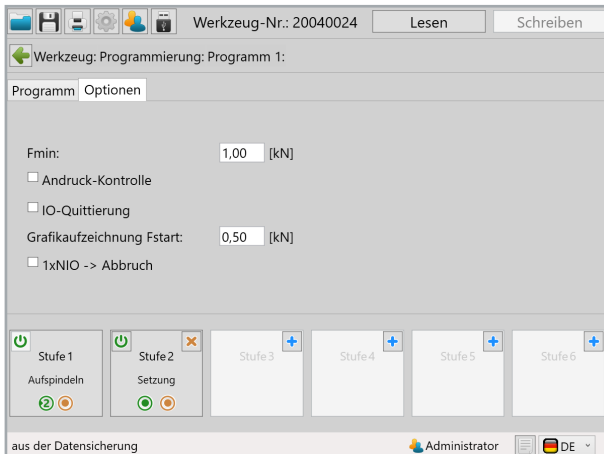 Werkzeug-Nr.: 20040024 Lesen Schreiben
Werkzeug: Programmierung: Programm 1:
Programm Optionen
Fmin: 1,00 [kN]
Andruck-Kontrolle
IO-Quittierung
Grafikaufzeichnung Fstart: 0,50 [kN]
1xNIO -> Abbruch
Stufe 1 Stufe 2 Stufe 3 Stufe 4 Stufe 5 Stufe 6
Aufspindeln Setzung
2
aus der Datensicherung Administrator DE